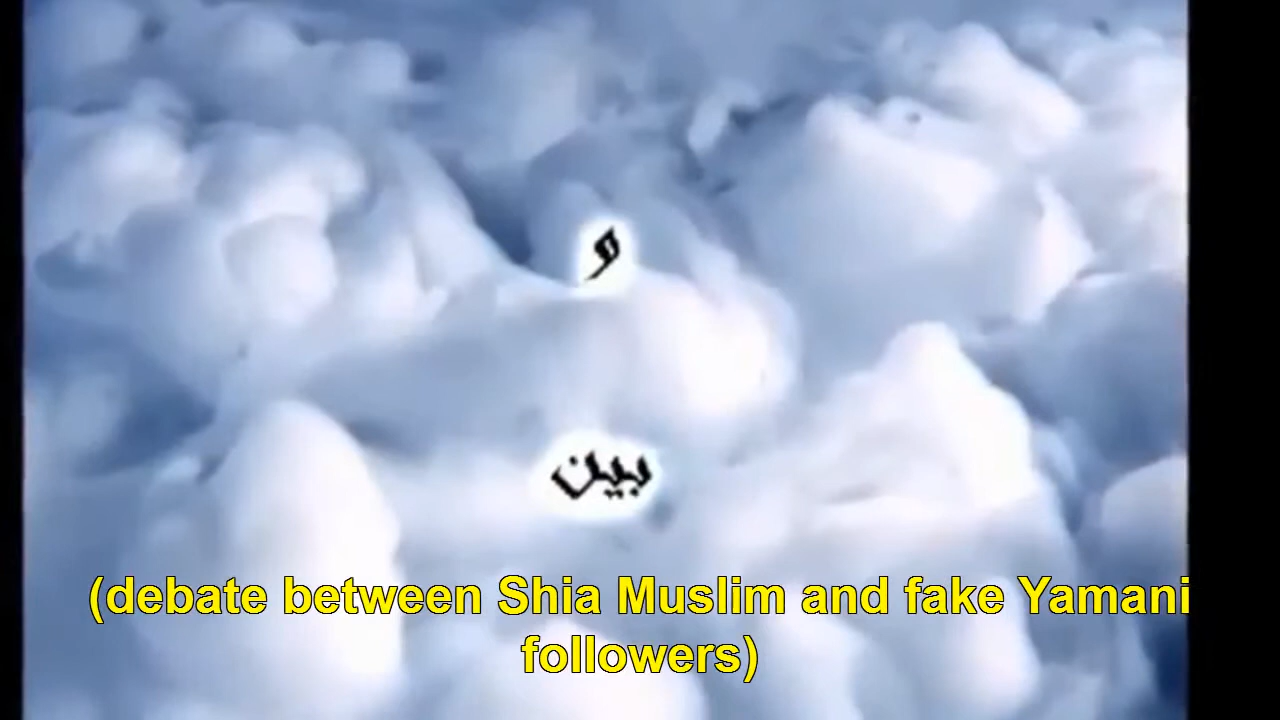 و
بين
(debate between Shia Muslim and fake Yamani
followers)